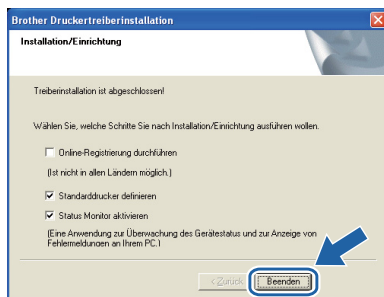 Brother Druckertreiberinstallation
Installation/Einrichtung
Treiberinstallation ist abgeschlossen!
Wählen Sie, welche Schritte Sie nach Installation/Einrichtung ausführen wollen.
Online-Registrierung durchführen
(Ist nicht in allen Ländern möglich.)
Standarddrucker definieren
Status Monitor aktivieren
(Eine Anwendung zur Überwachung des Gerätestatus und zur Anzeige von
Fehlermeldungen an Ihrem PC.)
< Zurück
Beenden